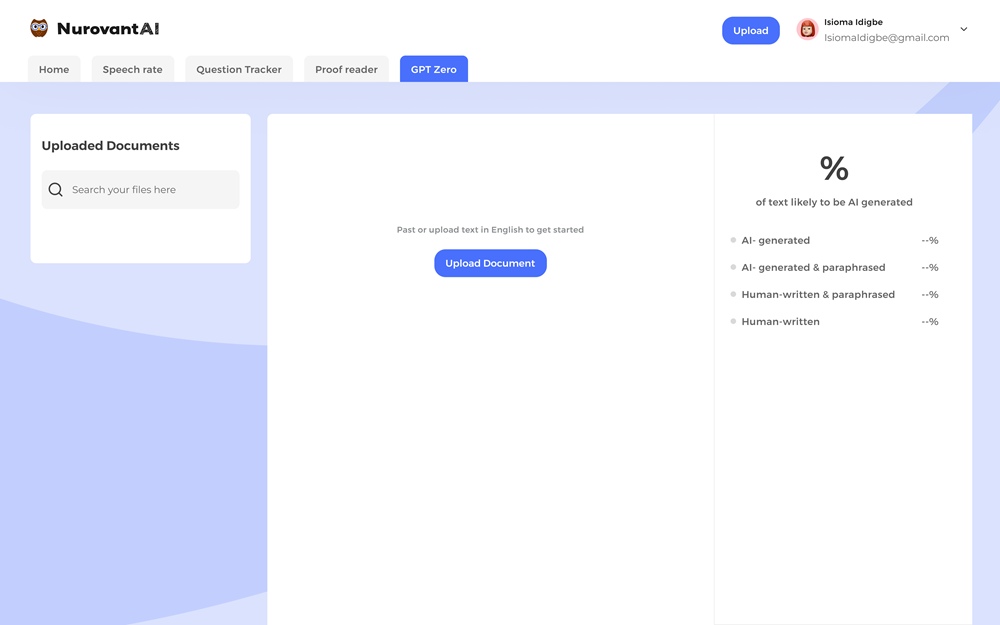 NurovantAI
Upload
Isioma Idigbe
IsiomaIdigbe@gmail.com
Home
Speech rate
Question Tracker
Proof reader
GPT Zero
Uploaded Documents
Search your files here
Past or upload text in English to get started
Upload Document
%
of text likely to be AI generated
AI- generated --%
AI- generated & paraphrased --%
Human-written & paraphrased --%
Human-written --%